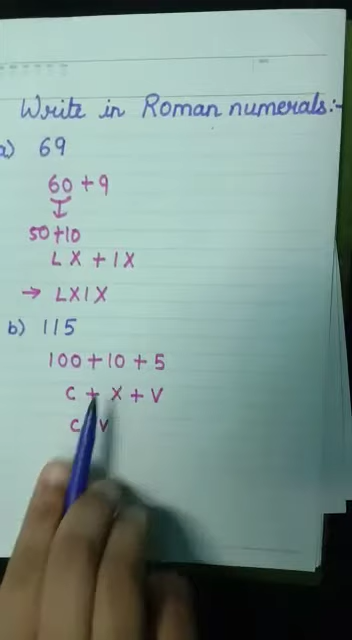 Write in Roman numerals:-
a) 69
60 + 9
50 + 10
L X + I X
→ L X I X
b) 115
100 + 10 + 5
C + X + V
C V